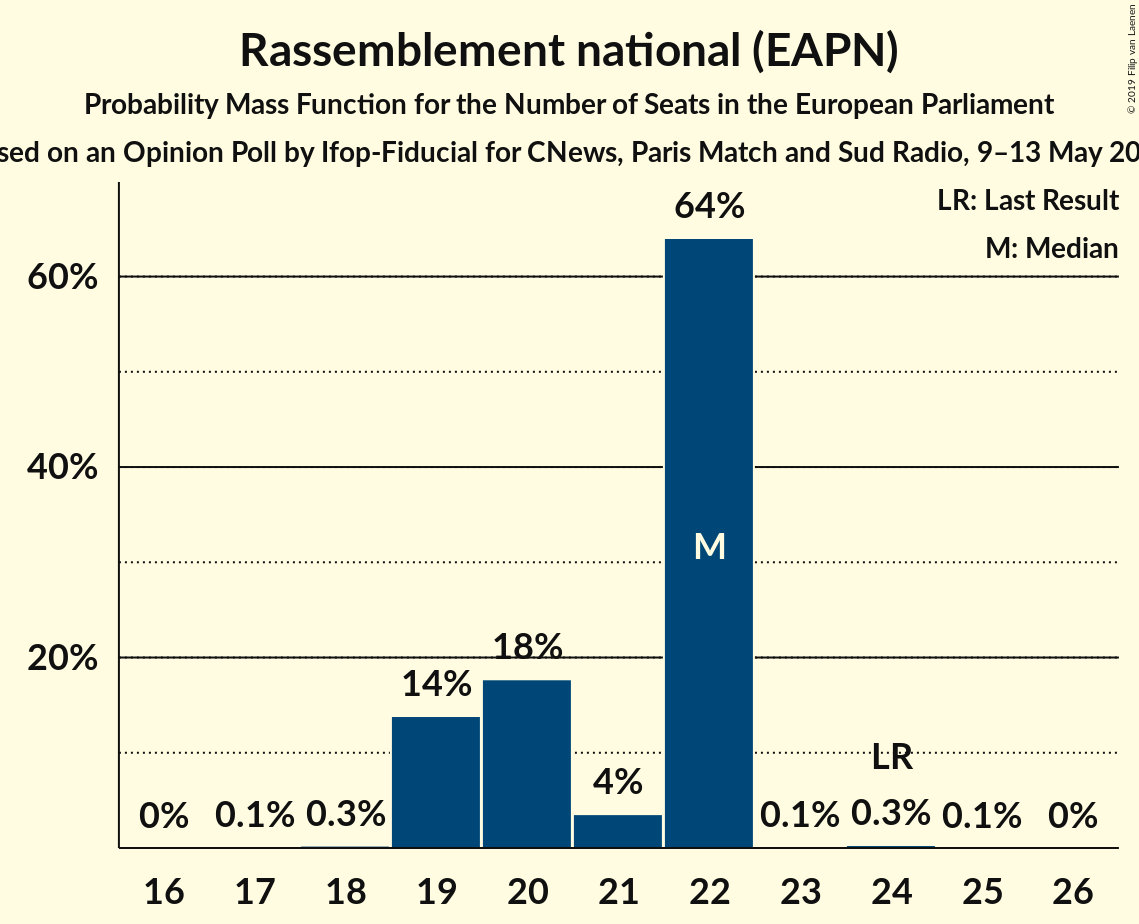 Rassemblement national (EAPN)
Probability Mass Function for the Number of Seats in the European Parliament
sed on an Opinion Poll by Ifop-Fiducial for CNews, Paris Match and Sud Radio, 9–13 May 20
© 2019 Filip van Laenen
LR: Last Result
M: Median
64%
60%
40%
M
20%
18%
14%
LR
4%
0% 0.1% 0.3% 0.1% 0.3% 0.1% 0%
16 17 18 19 20 21 22 23 24 25 26